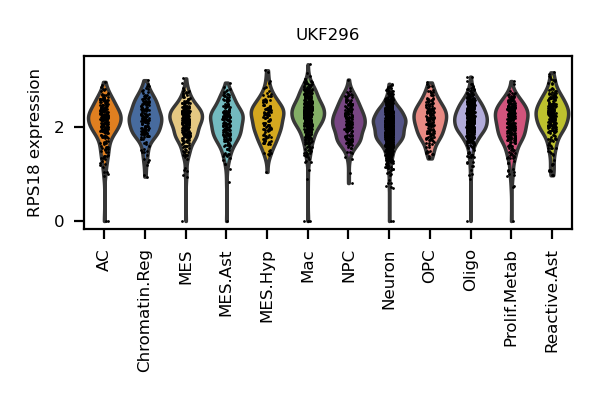 UKF296
RPS18 expression
2
0
AC
Chromatin.Reg
MES
MES.Ast
MES.Hyp
Mac
NPC
Neuron
OPC
Oligo
Prolif.Metab
Reactive.Ast